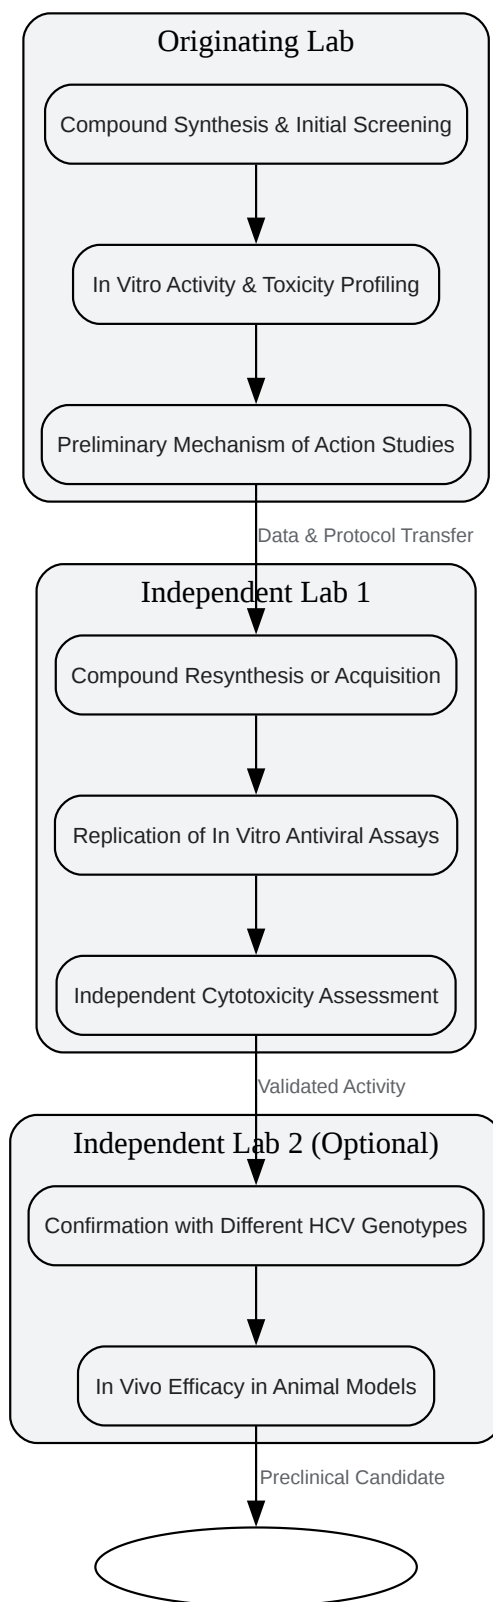 Originating Lab
Compound Synthesis & Initial Screening
In Vitro Activity & Toxicity Profiling
Preliminary Mechanism of Action Studies
Data & Protocol Transfer
Independent Lab 1
Compound Resynthesis or Acquisition
Replication of In Vitro Antiviral Assays
Independent Cytotoxicity Assessment
Validated Activity
Independent Lab 2 (Optional)
Confirmation with Different HCV Genotypes
In Vivo Efficacy in Animal Models
Preclinical Candidate